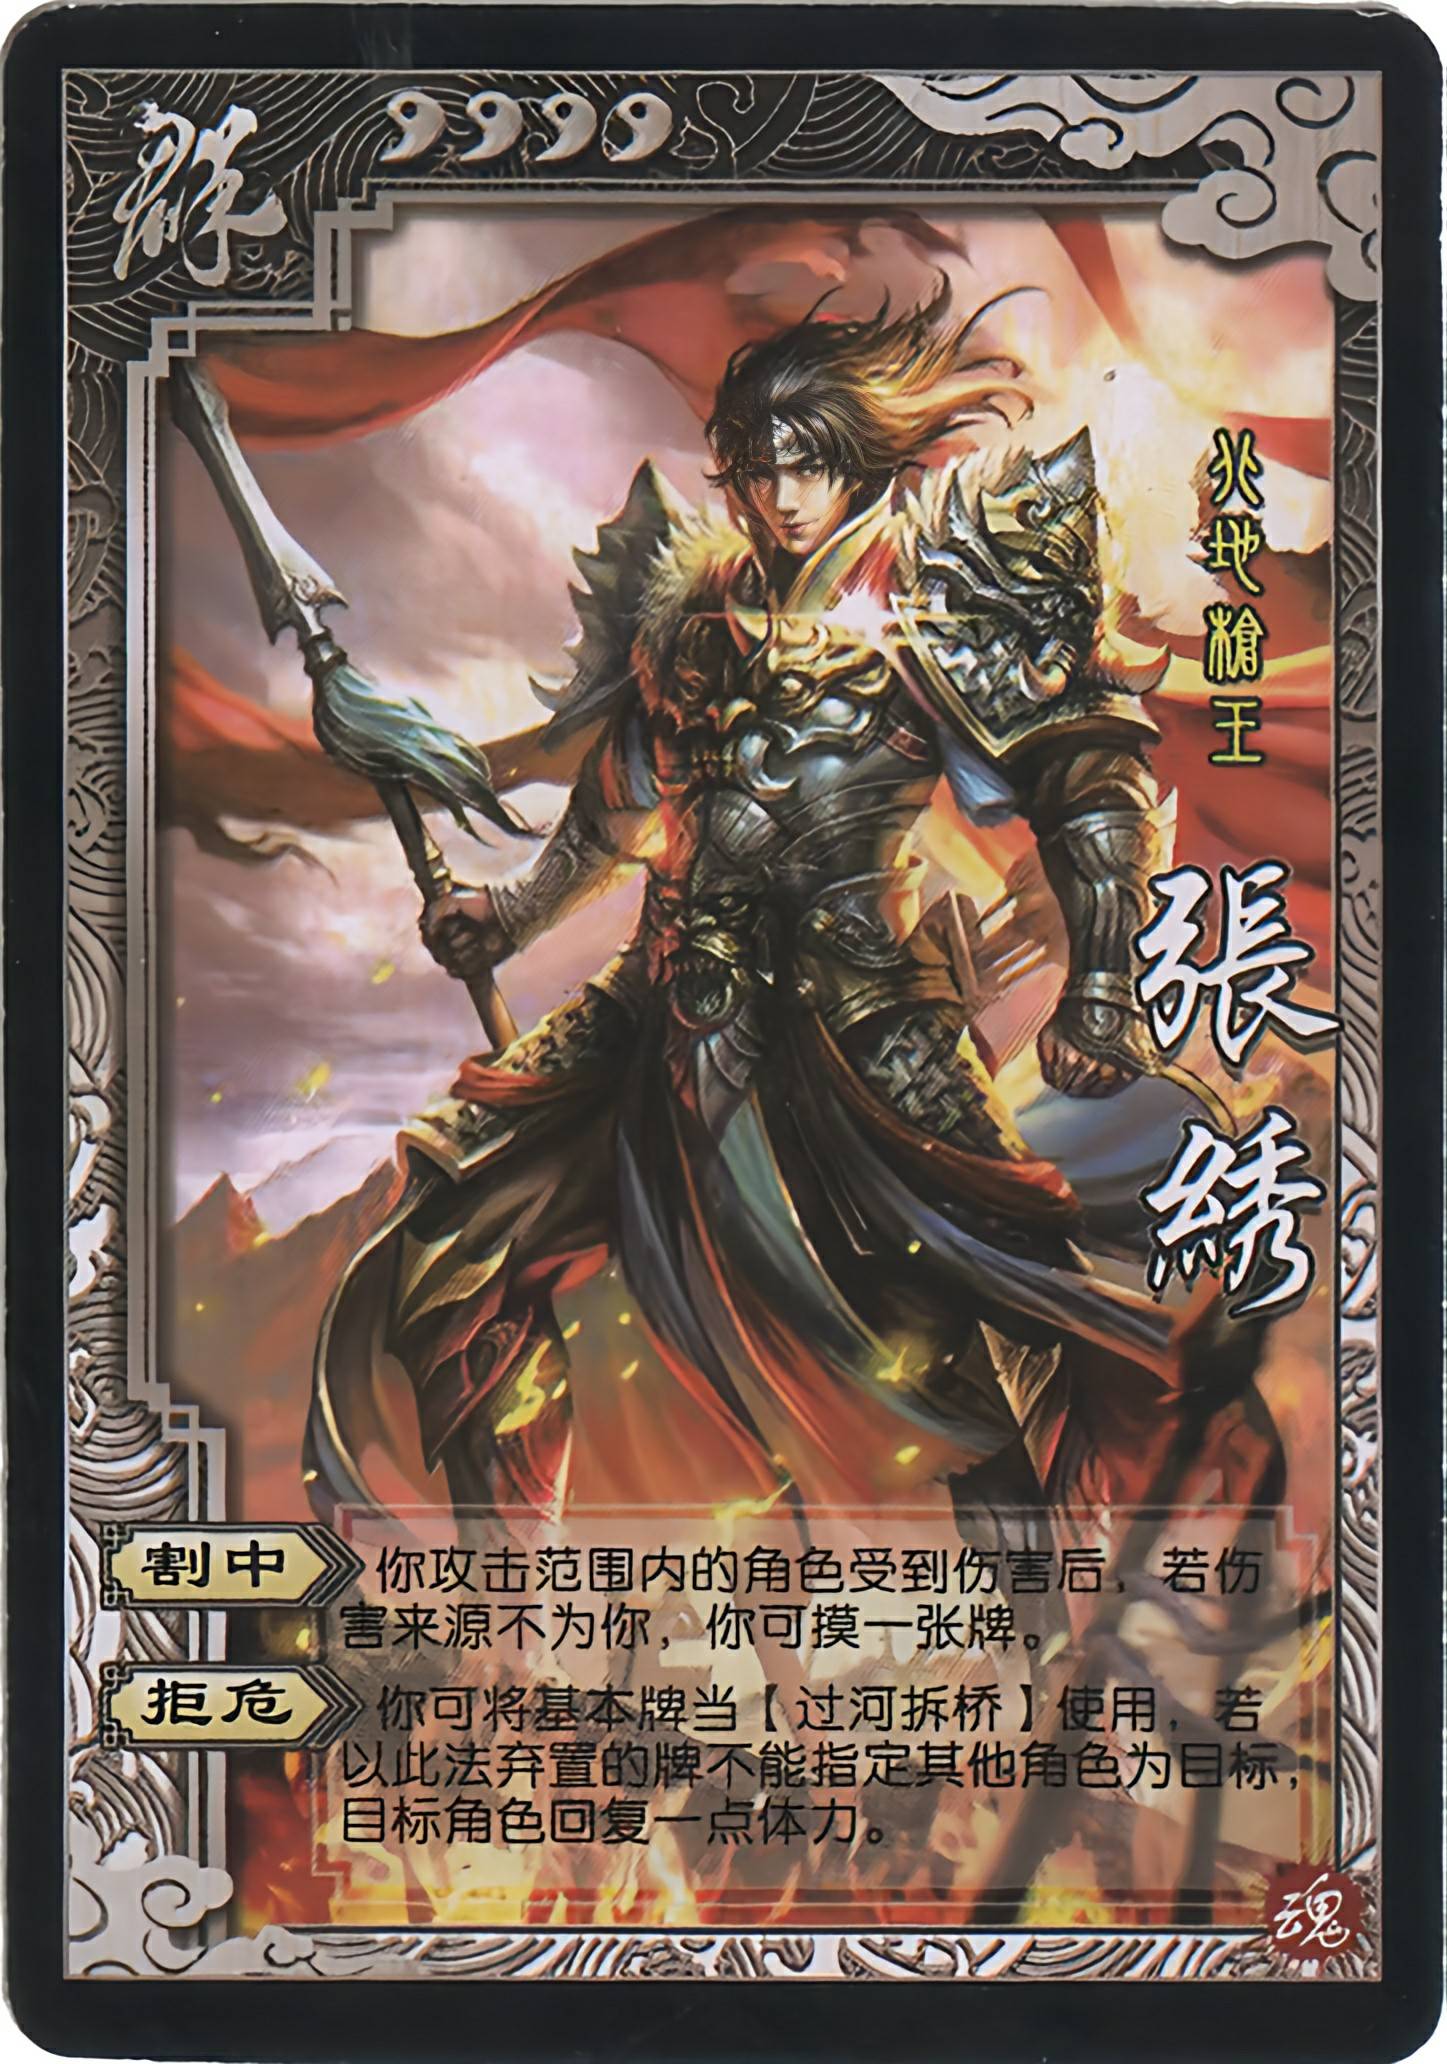 群
北地槍王
張綉
割中
你攻击范围内的角色受到伤害后，若伤
害来源不为你，你可摸一张牌。
拒危
你可将基本牌当【过河拆桥】使用，若
以此法弃置的牌不能指定其他角色为目标，
目标角色回复一点体力。
魂